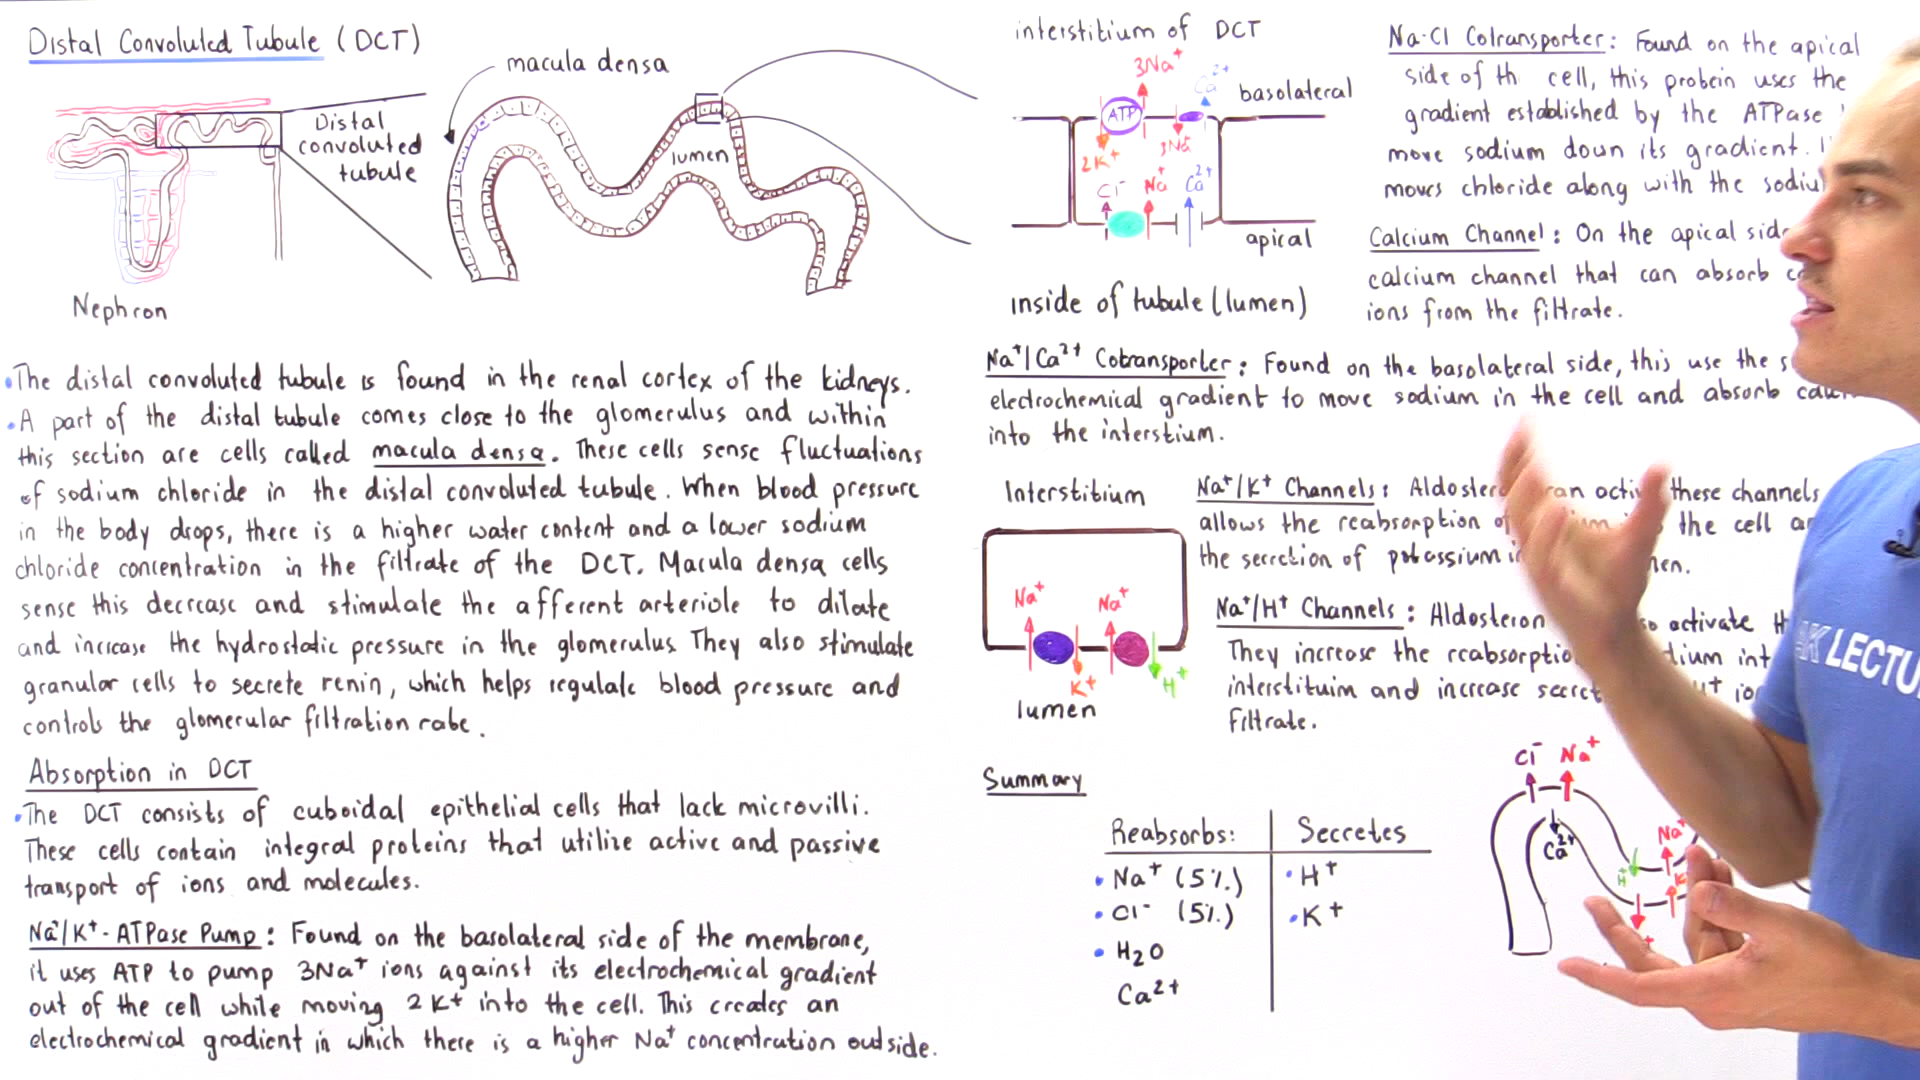 Distal Convoluted Tubule (DCT)
macula densa
Distal
convoluted
tubule
lumen
Nephron
• The distal convoluted tubule is found in the renal cortex of the kidneys.
• A part of the distal tubule comes close to the glomerulus and within
this section are cells called macula densa. These cells sense fluctuations
of sodium chloride in the distal convoluted tubule. When blood pressure
in the body drops, there is a higher water content and a lower sodium
chloride concentration in the filtrate of the DCT. Macula densa cells
sense this decrease and stimulate the afferent arteriole to dilate
and increase the hydrostatic pressure in the glomerulus. They also stimulate
granular cells to secrete renin, which helps regulate blood pressure and
controls the glomerular filtration rate.
Absorption in DCT
• The DCT consists of cuboidal epithelial cells that lack microvilli.
These cells contain integral proteins that utilize active and passive
transport of ions and molecules.
Na+/K+-ATPase Pump: Found on the basolateral side of the membrane,
it uses ATP to pump 3Na+ ions against its electrochemical gradient
out of the cell while moving 2K+ into the cell. This creates an
electrochemical gradient in which there is a higher Na+ concentration outside.
interstitium of DCT
3Na+
Ca2+
basolateral
ATP
2K+
3Na+
Cl-
Na+
Ca2+
apical
inside of tubule (lumen)
Na-Cl Cotransporter: Found on the apical
side of th cell, this protein uses the
gradient established by the ATPase
move sodium down its gradient.
moves chloride along with the
Calcium Channel: On the apical
calcium channel that can absorb
ions from the filtrate.
Na+/Ca2+ Cotransporter: Found on the basolateral side, this use the
electrochemical gradient to move sodium in the cell and absorb
into the interstium.
Interstitium
Na+
Na+
K+
H+
lumen
Na+/K+ Channels: these channels
allows the reabsorption the cell
the secretion of potassium
Na+/H+ Channels: activate
They increase the
interstituim and increase
filtrate.
Summary
Reabsorbs: Secretes
• Na+ (5%) • H+
• Cl- (5%) • K+
• H2O
Ca2+
Cl- Na+
Ca2+
Na+
H+
LECTU